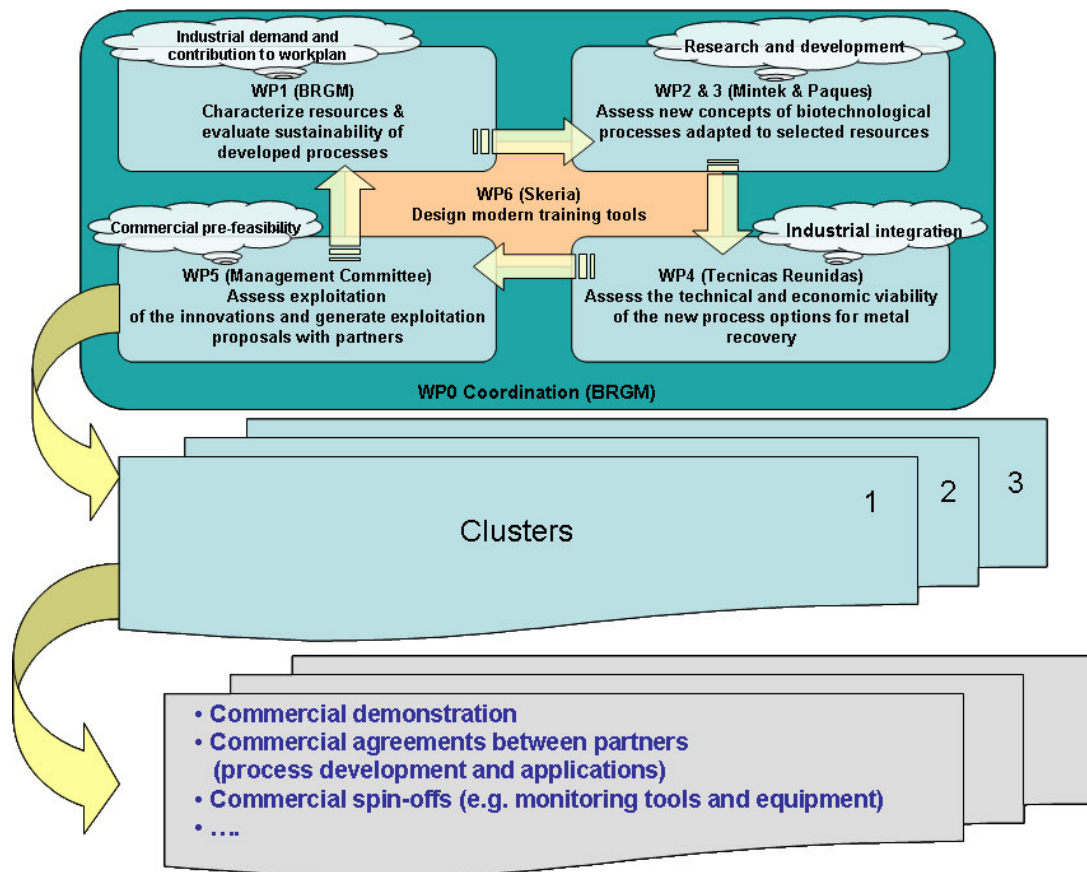 Industrial demand and
contribution to workplan
WP1 (BRGM)
Characterize resources &
evaluate sustainability of
developed processes
Research and development
WP2 & 3 (Mintek & Paques)
Assess new concepts of biotechnological
processes adapted to selected resources
WP6 (Skeria)
Design modern training tools
Commercial pre-feasibility
WP5 (Management Committee)
Assess exploitation
of the innovations and generate exploitation
proposals with partners
Industrial integration
WP4 (Tecnicas Reunidas)
Assess the technical and economic viability
of the new process options for metal
recovery
WP0 Coordination (BRGM)
Clusters
1
2
3
• Commercial demonstration
• Commercial agreements between partners
(process development and applications)
• Commercial spin-offs (e.g. monitoring tools and equipment)
• ....